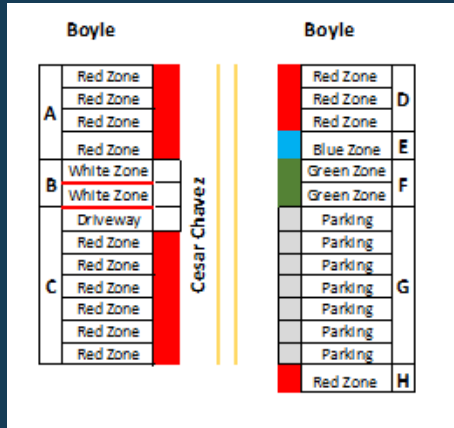 Boyle
Boyle
A
Red Zone
Red Zone
Red Zone
Red Zone
B
White Zone
White Zone
C
Driveway
Red Zone
Red Zone
Red Zone
Red Zone
Red Zone
Red Zone
Cesar Chavez
Red Zone
Red Zone
Red Zone
D
Blue Zone
E
Green Zone
Green Zone
F
Parking
Parking
Parking
Parking
Parking
Parking
Parking
G
Red Zone
H